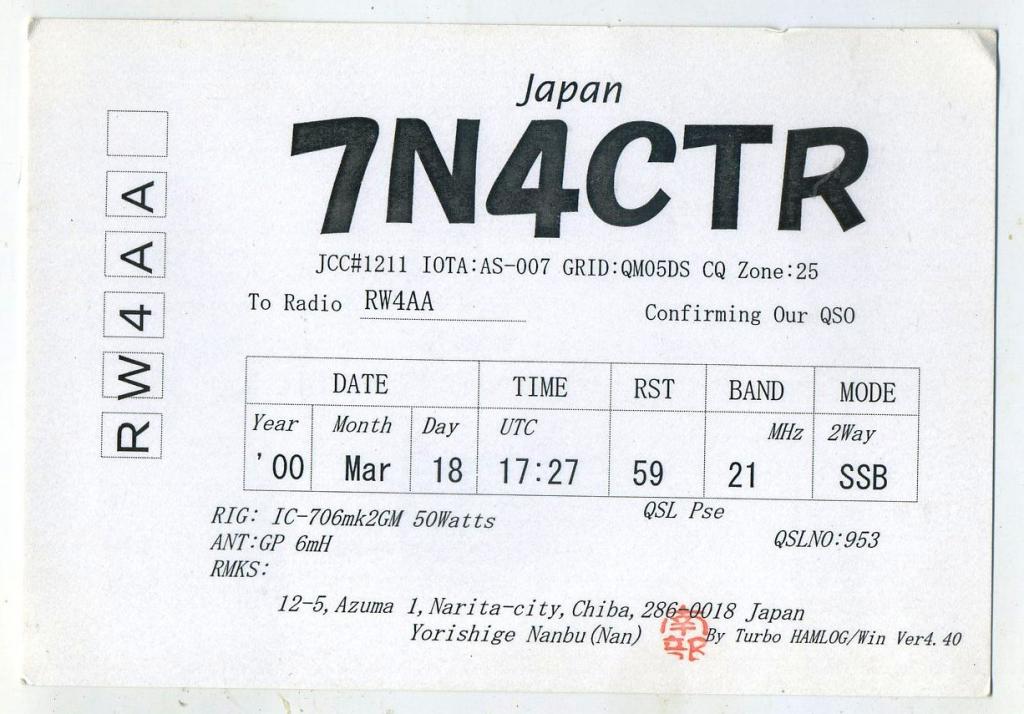 Japan
7N4CTR
JCC#1211 IOTA:AS-007 GRID:QM05DS CQ Zone:25
To Radio RW4AA Confirming Our QSO
RW4AA
DATE TIME RST BAND MODE
Year Month Day UTC MHz 2Way
'00 Mar 18 17:27 59 21 SSB
RIG: IC-706mk2GM 50Watts QSL Pse
ANT:GP 6mH QSLNO:953
RMKS:
12-5, Azuma 1, Narita-city, Chiba, 286-0018 Japan
Yorishige Nanbu(Nan) 南部 By Turbo HAMLOG/Win Ver4.40